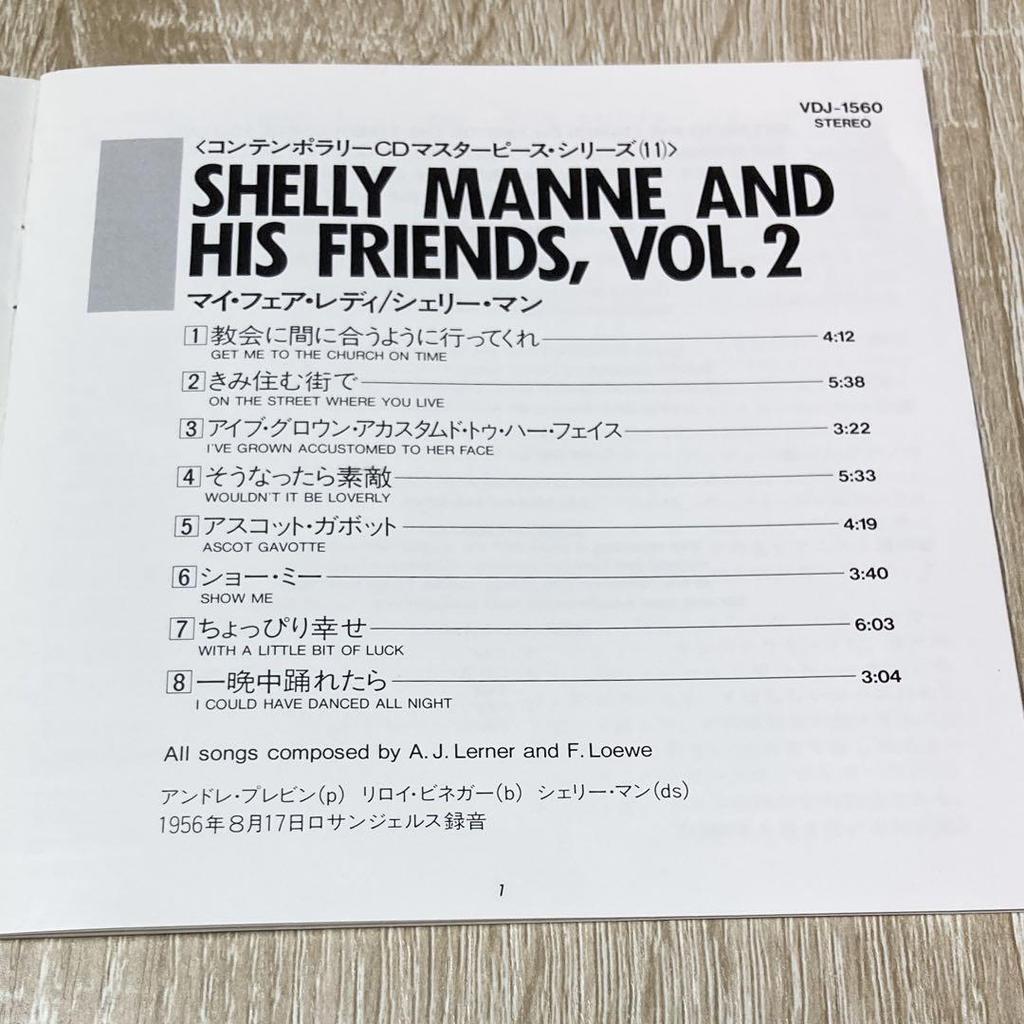 VDJ-1560
STEREO
〈コンテンポラリーCDマスターピース・シリーズ(11)〉
SHELLY MANNE AND
HIS FRIENDS, VOL.2
マイ・フェア・レディ/シェリー・マン
1 教会に間に合うように行ってくれ 4:12
GET ME TO THE CHURCH ON TIME
2 きみ住む街で 5:38
ON THE STREET WHERE YOU LIVE
3 アイブ・グロウン・アカスタムド・トゥ・ハー・フェイス 3:22
I'VE GROWN ACCUSTOMED TO HER FACE
4 そうなったら素敵 5:33
WOULDN'T IT BE LOVERLY
5 アスコット・ガボット 4:19
ASCOT GAVOTTE
6 ショー・ミー 3:40
SHOW ME
7 ちょっぴり幸せ 6:03
WITH A LITTLE BIT OF LUCK
8 一晩中踊れたら 3:04
I COULD HAVE DANCED ALL NIGHT
All songs composed by A.J.Lerner and F.Loewe
アンドレ・プレビン(p) リロイ・ビネガー(b) シェリー・マン(ds)
1956年8月17日ロサンジェルス録音
1